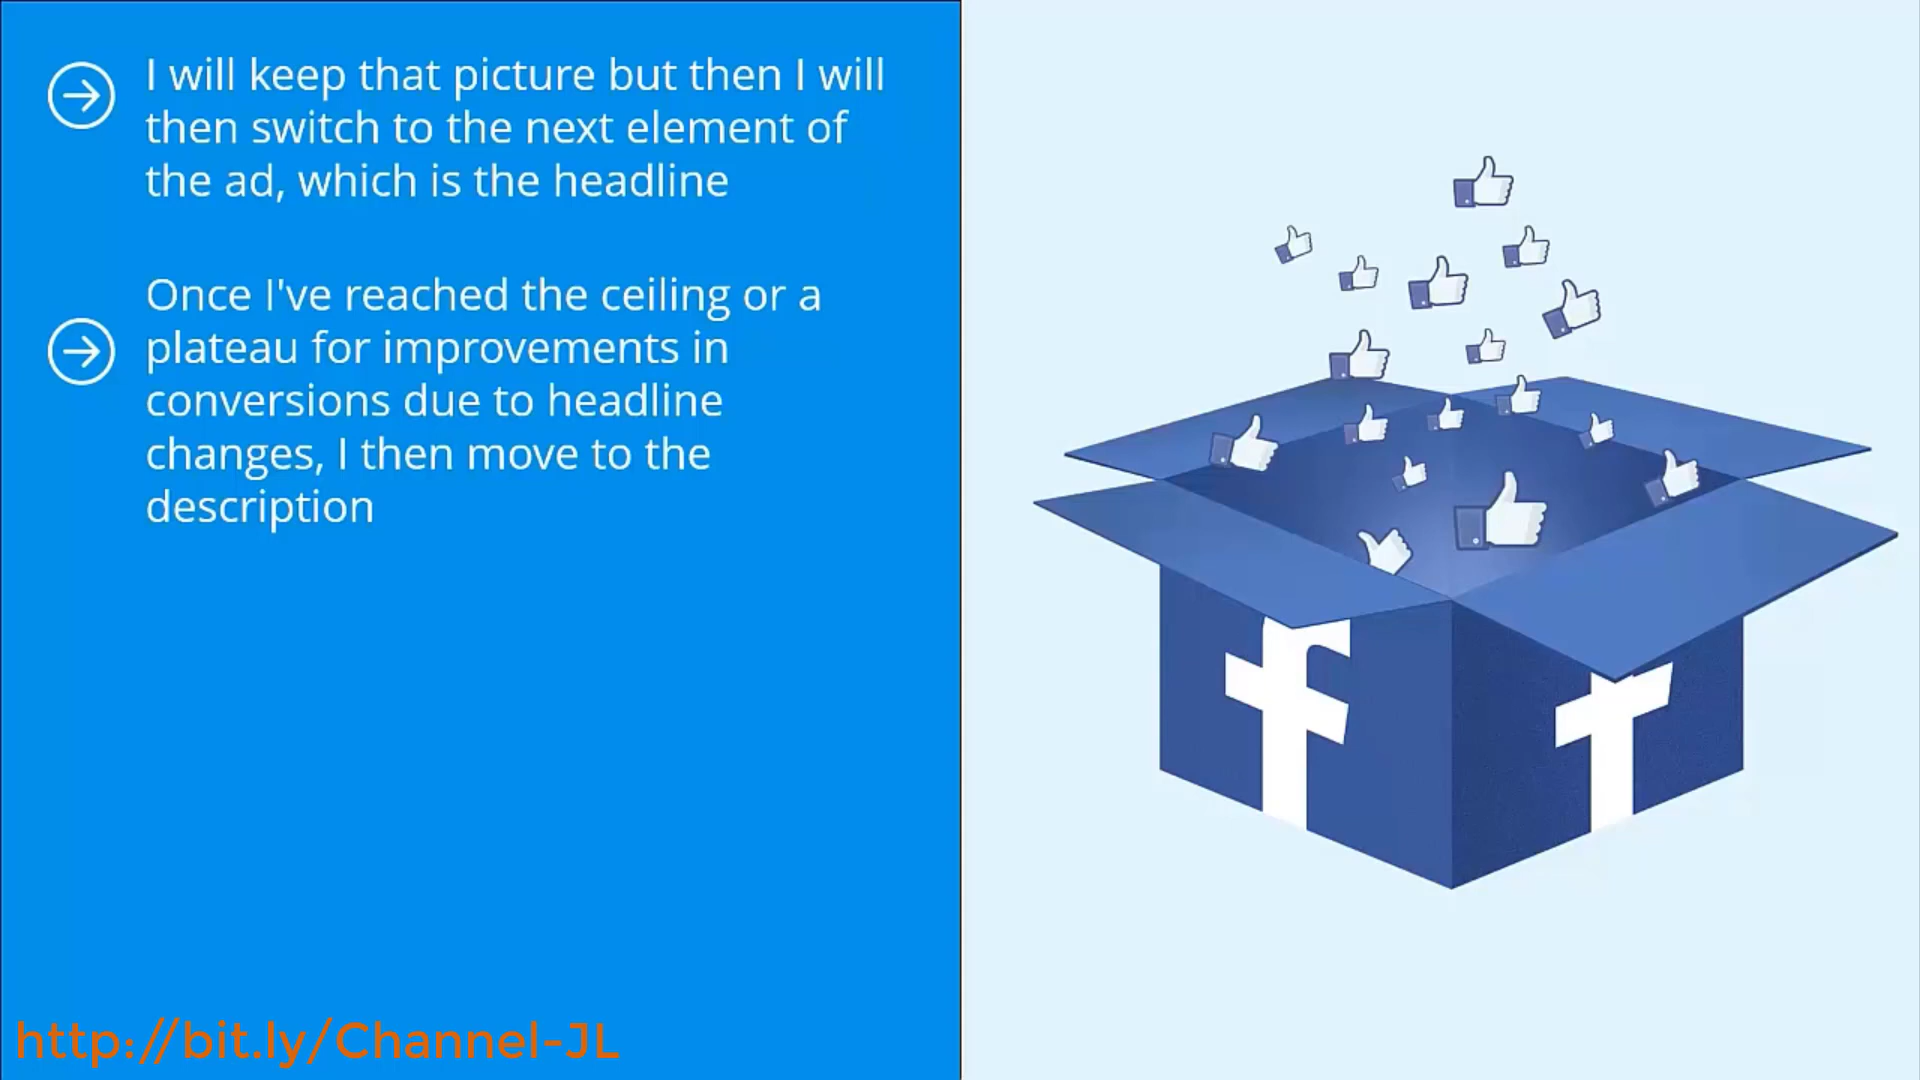 I will keep that picture but then I will
then switch to the next element of
the ad, which is the headline
Once I've reached the ceiling or a
plateau for improvements in
conversions due to headline
changes, I then move to the
description
f
f
http://bit.ly/Channel-JL